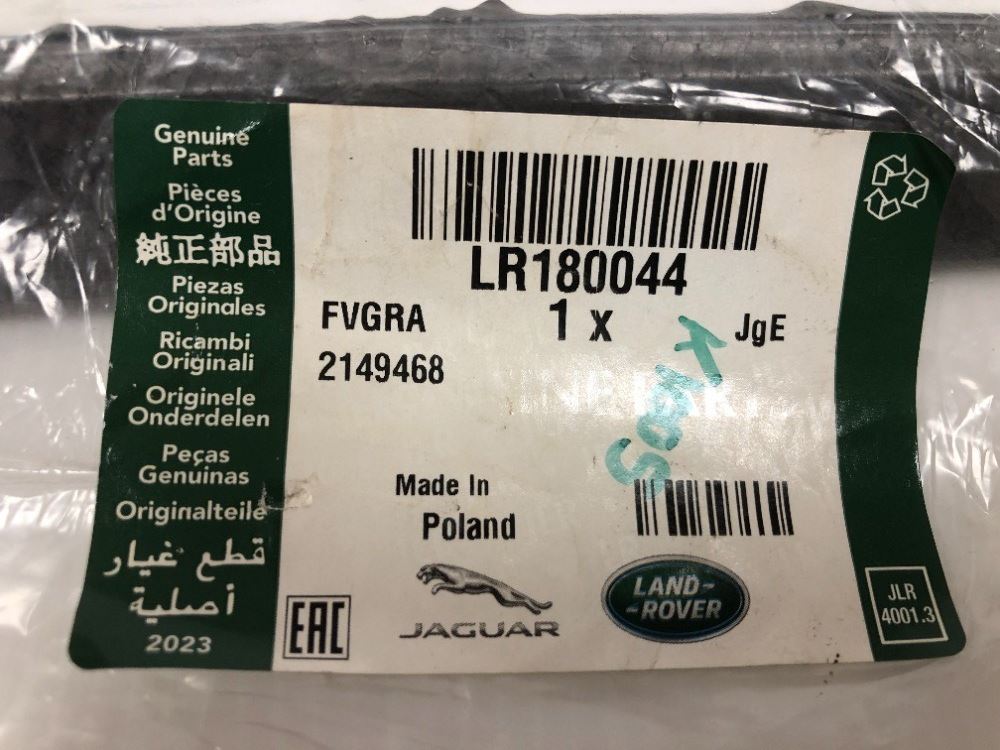 Genuine
Parts
Pièces
d'Origine
純正部品
Piezas
Originales
Ricambi
Originali
Originele
Onderdelen
Peças
Genuinas
Originalteile
قطع غيار
أصلية
2023
LR180044
FVGRA
1 x
JgE
2149468
Made In
Poland
EAC
JAGUAR
LAND-
-ROVER
JLR
4001.3